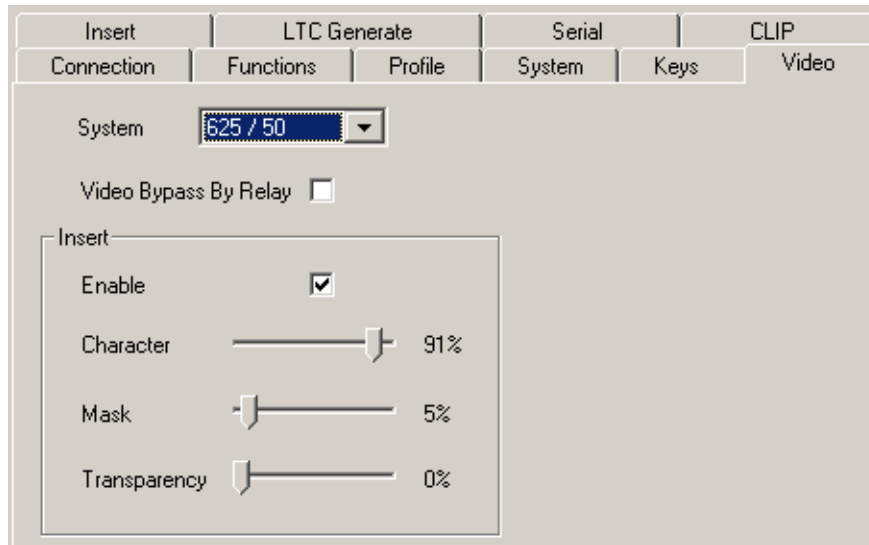 Insert LTC Generate Serial CLIP
Connection Functions Profile System Keys Video
System 625 / 50
Video Bypass By Relay
Insert
Enable
Character 91%
Mask 5%
Transparency 0%